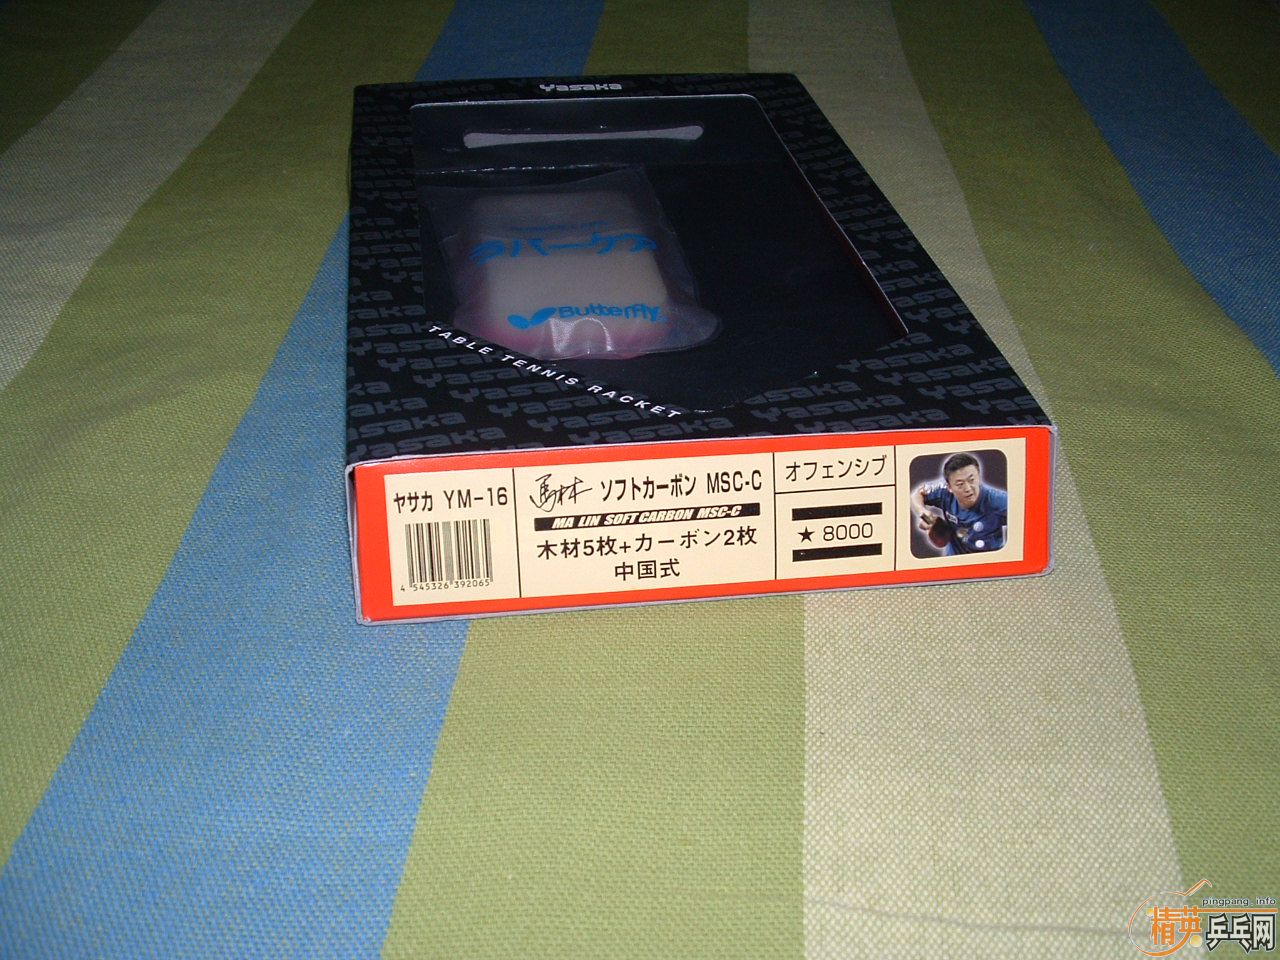 Yasaka
ラバーケア
Butterfly
TABLE TENNIS RACKET
ヤサカ YM-16
4 545326 392065
馬林 ソフトカーボン MSC-C
MA LIN SOFT CARBON MSC-C
木材5枚+カーボン2枚
中国式
オフェンシブ
★ 8000
pingpang.info
精英乒乓网